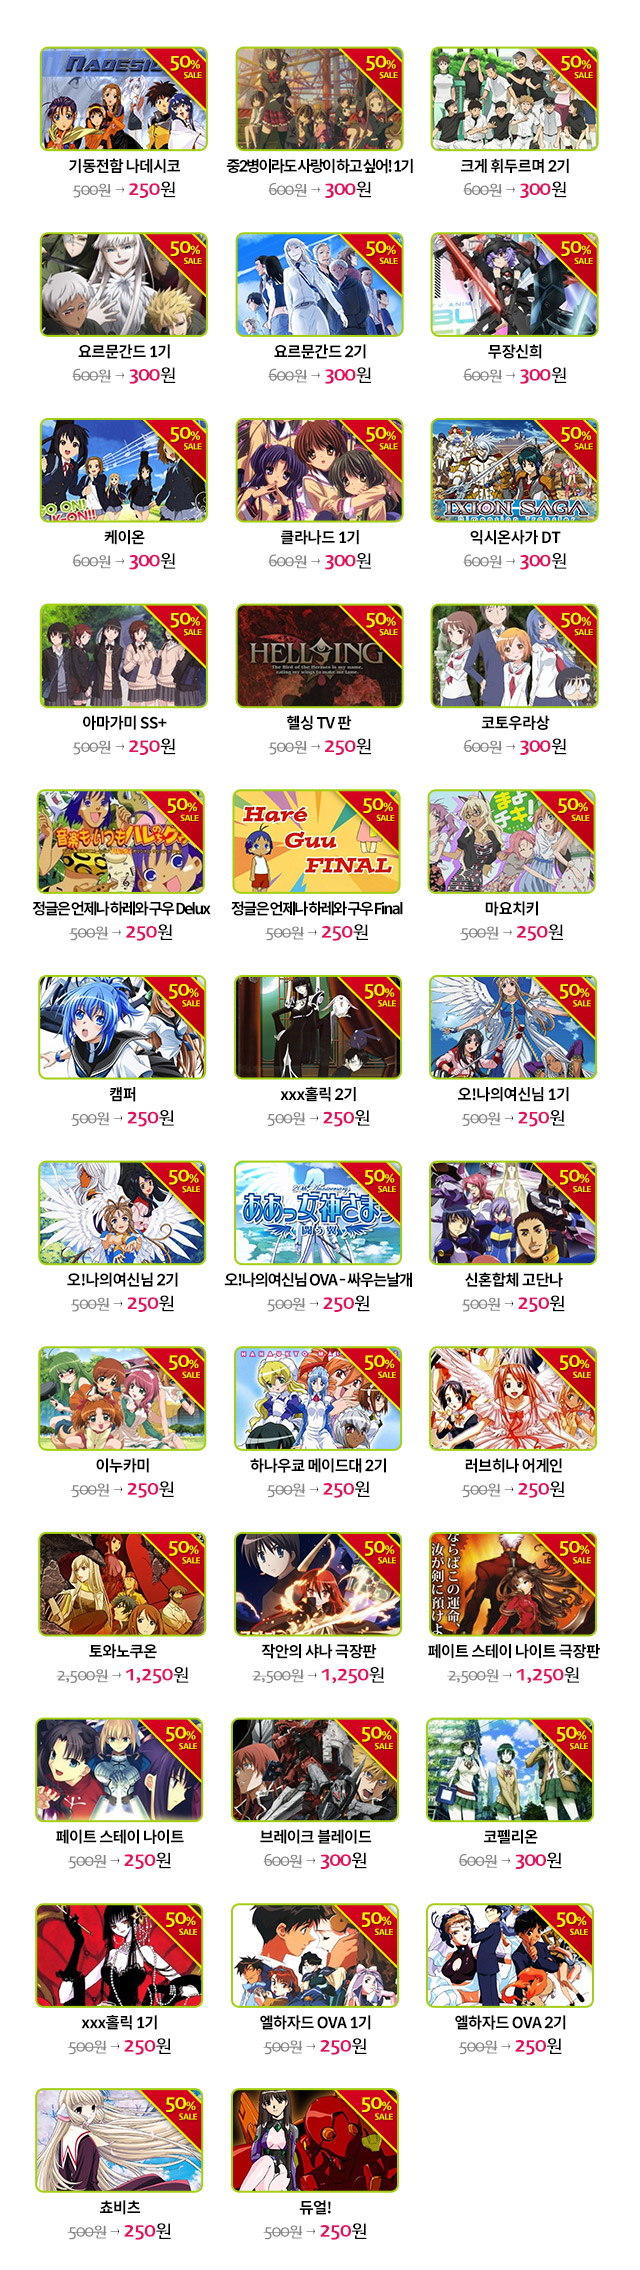 NADESI
50%
SALE
50%
SALE
50%
SALE
기동전함 나데시코
중2병이라도 사랑이 하고 싶어! 1기
크게 휘두르며 2기
500원 → 250원
600원 → 300원
600원 → 300원
50%
SALE
50%
SALE
50%
SALE
요르문간드 1기
요르문간드 2기
무장신희
600원 → 300원
600원 → 300원
600원 → 300원
50%
SALE
50%
SALE
50%
SALE
IXION SAGA
케이온
클라나드 1기
익시온사가 DT
600원 → 300원
600원 → 300원
600원 → 300원
50%
SALE
50%
SALE
50%
SALE
HELLSING
The Bird of the Hermes is my name,
eating my wings to make me tame.
아마가미 SS+
헬싱 TV 판
코토우라상
500원 → 250원
500원 → 250원
600원 → 300원
50%
SALE
50%
SALE
50%
SALE
Haré
Guu
FINAL
まよチキ!
정글은 언제나 하레와 구우 Delux
정글은 언제나 하레와 구우 Final
마요치키
500원 → 250원
500원 → 250원
500원 → 250원
50%
SALE
50%
SALE
50%
SALE
캠퍼
xxx홀릭 2기
오!나의여신님 1기
500원 → 250원
500원 → 250원
500원 → 250원
50%
SALE
50%
SALE
50%
SALE
ああっ女神さまっ
闘う翼
오!나의여신님 2기
오!나의여신님 OVA - 싸우는날개
신혼합체 고단나
500원 → 250원
500원 → 250원
500원 → 250원
50%
SALE
50%
SALE
50%
SALE
HANAUKYO MAI
이누카미
하나우쿄 메이드대 2기
러브히나 어게인
500원 → 250원
500원 → 250원
500원 → 250원
50%
SALE
50%
SALE
50%
SALE
ならばこの運命、
汝が剣に預けよ
토와노쿠온
작안의 샤나 극장판
페이트 스테이 나이트 극장판
2,500원 → 1,250원
2,500원 → 1,250원
2,500원 → 1,250원
50%
SALE
50%
SALE
50%
SALE
페이트 스테이 나이트
브레이크 블레이드
코펠리온
500원 → 250원
600원 → 300원
600원 → 300원
50%
SALE
50%
SALE
50%
SALE
xxx홀릭 1기
엘하자드 OVA 1기
엘하자드 OVA 2기
500원 → 250원
500원 → 250원
500원 → 250원
50%
SALE
50%
SALE
쵸비츠
듀얼!
500원 → 250원
500원 → 250원